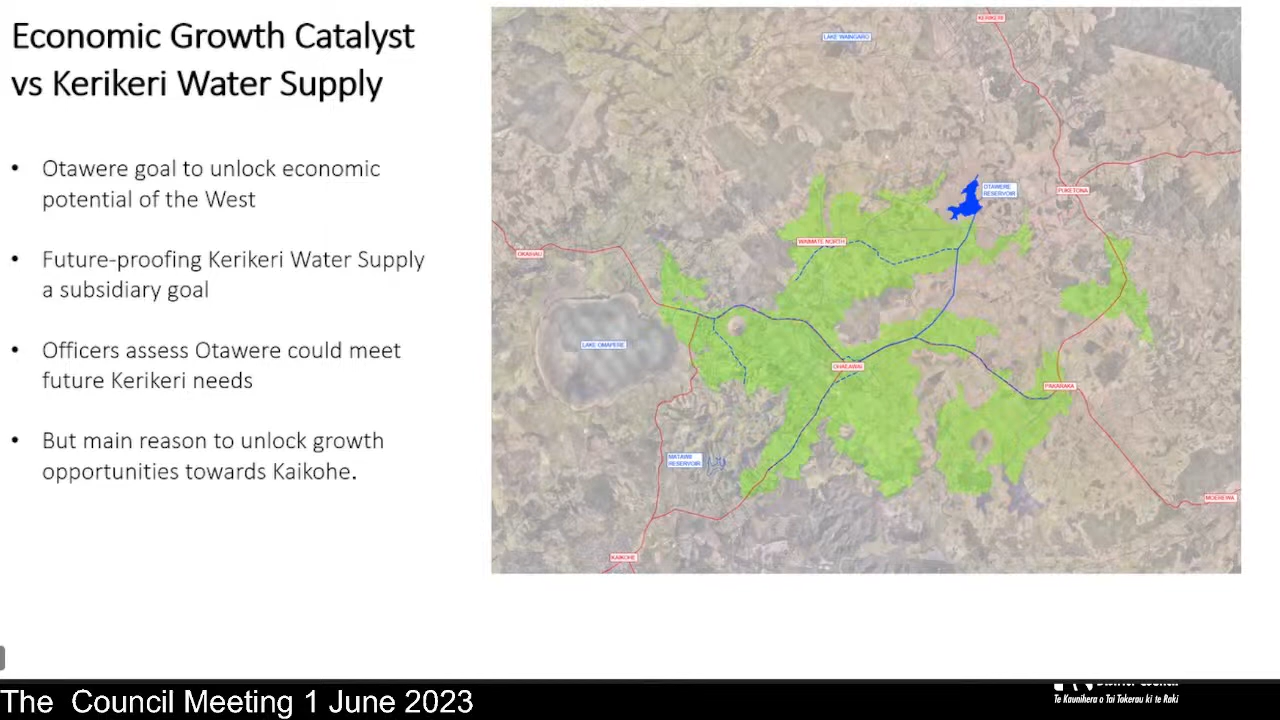 Economic Growth Catalyst
vs Kerikeri Water Supply
• Otawere goal to unlock economic
potential of the West
• Future-proofing Kerikeri Water Supply
a subsidiary goal
• Officers assess Otawere could meet
future Kerikeri needs
• But main reason to unlock growth
opportunities towards Kaikohe.
KERIKERI
LAKE WAINGARO
OTAWERE
RESERVOIR
PUKETONA
WAIMATE NORTH
OKAIHAU
LAKE OMAPERE
OHAEAWAI
PAKARAKA
MATAWII
RESERVOIR
MOEREWA
KAIKOHE
The Council Meeting 1 June 2023
District Council
Te Kaunihera o Tai Tokerau ki te Raki